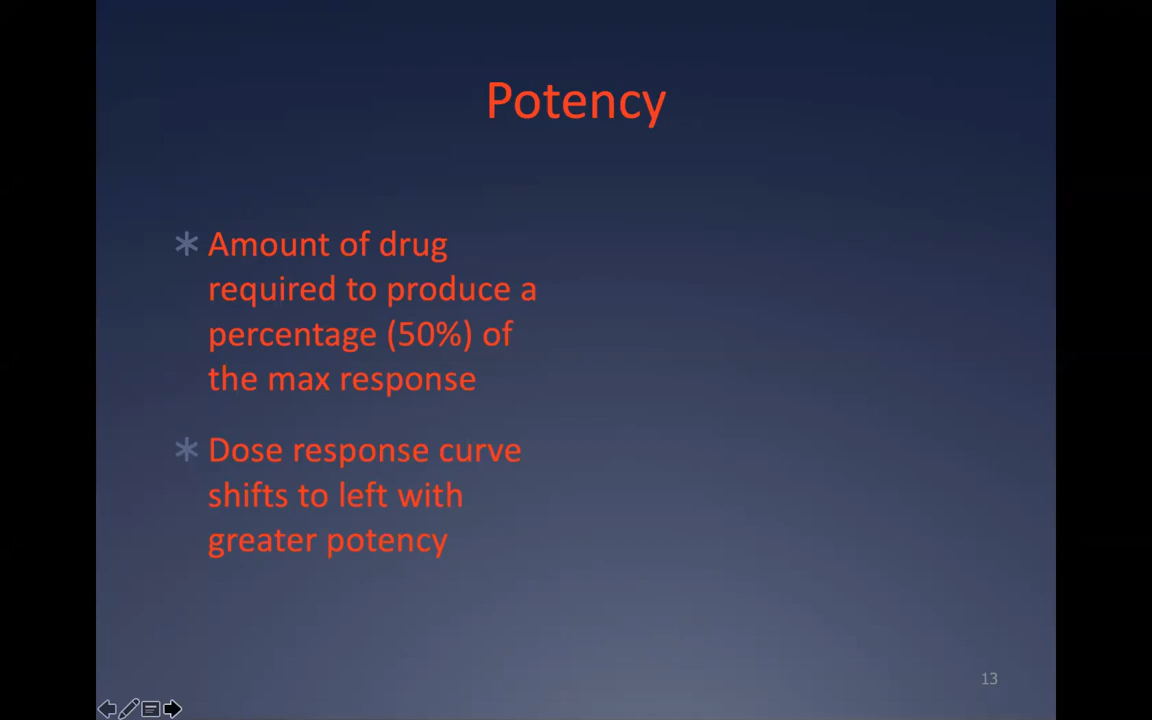 Potency
* Amount of drug
required to produce a
percentage (50%) of
the max response
* Dose response curve
shifts to left with
greater potency
13